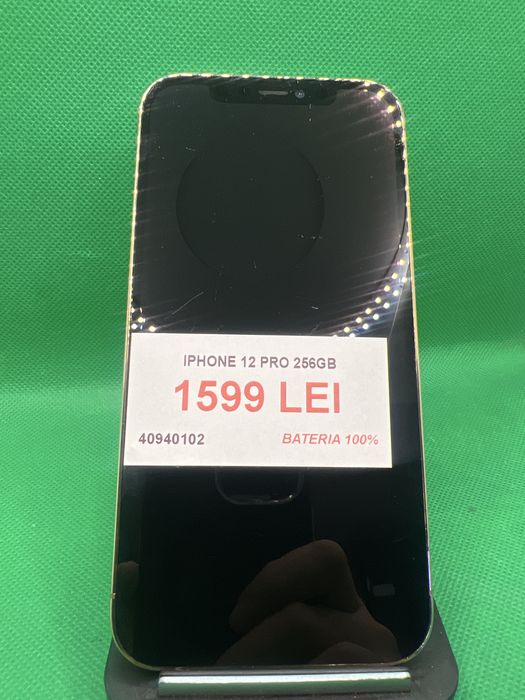 IPHONE 12 PRO 256GB
1599 LEI
40940102 BATERIA 100%